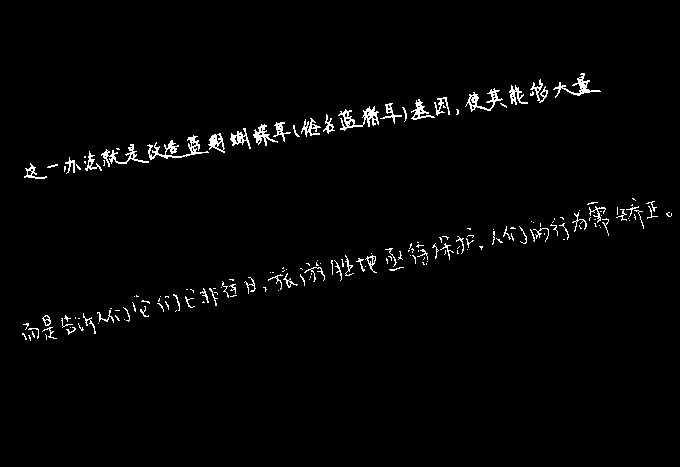 这一办法就是改造蓝蝴蝴蝶草(俗名蓝猪耳)基因,使其能够大量
而是告诉人们它们已非往日,旅游胜地亟待保护,人们的行为需矫正。